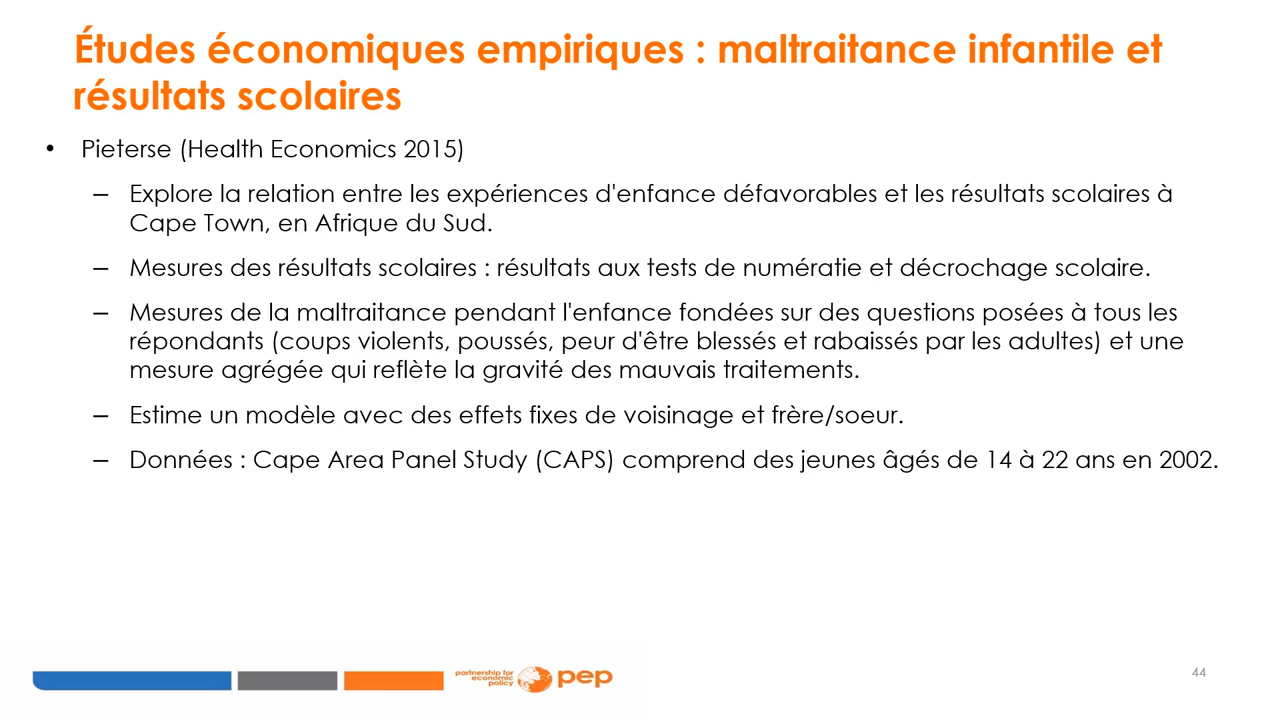 Études économiques empiriques : maltraitance infantile et
résultats scolaires
• Pieterse (Health Economics 2015)
– Explore la relation entre les expériences d'enfance défavorables et les résultats scolaires à
Cape Town, en Afrique du Sud.
– Mesures des résultats scolaires : résultats aux tests de numératie et décrochage scolaire.
– Mesures de la maltraitance pendant l'enfance fondées sur des questions posées à tous les
répondants (coups violents, poussés, peur d'être blessés et rabaissés par les adultes) et une
mesure agrégée qui reflète la gravité des mauvais traitements.
– Estime un modèle avec des effets fixes de voisinage et frère/soeur.
– Données : Cape Area Panel Study (CAPS) comprend des jeunes âgés de 14 à 22 ans en 2002.
partnership for
economic
policy
pep
44